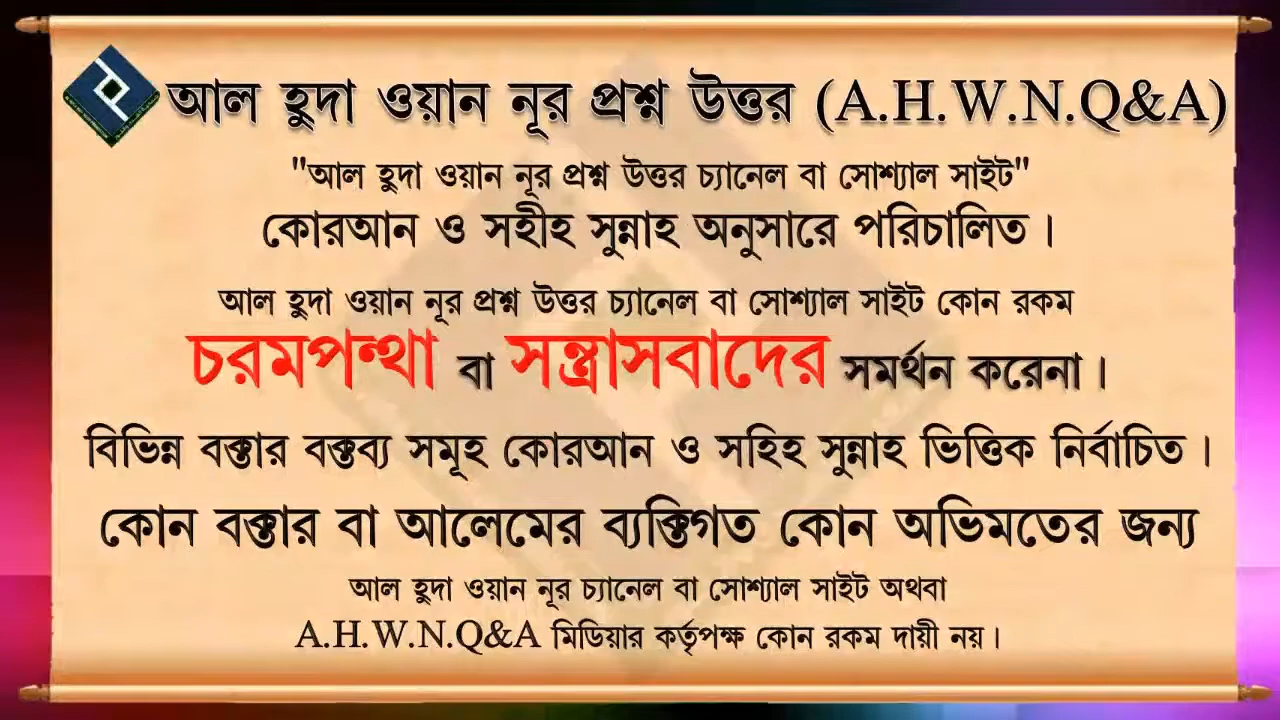 আল হুদা ওয়ান নূর প্রশ্ন উত্তর (A.H.W.N.Q&A)
"আল হুদা ওয়ান নূর প্রশ্ন উত্তর চ্যানেল বা সোশ্যাল সাইট"
কোরআন ও সহীহ সুন্নাহ অনুসারে পরিচালিত।
আল হুদা ওয়ান নূর প্রশ্ন উত্তর চ্যানেল বা সোশ্যাল সাইট কোন রকম
চরমপন্থা বা সন্ত্রাসবাদের সমর্থন করেনা।
বিভিন্ন বক্তার বক্তব্য সমূহ কোরআন ও সহিহ সুন্নাহ ভিত্তিক নির্বাচিত।
কোন বক্তার বা আলেমের ব্যক্তিগত কোন অভিমতের জন্য
আল হুদা ওয়ান নূর চ্যানেল বা সোশ্যাল সাইট অথবা
A.H.W.N.Q&A মিডিয়ার কর্তৃপক্ষ কোন রকম দায়ী নয়।